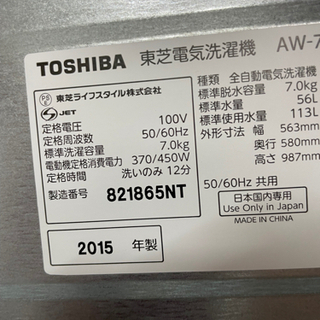 TOSHIBA 東芝電気洗濯機 AW-7
PS E
東芝ライフスタイル株式会社
S JET
定格電圧 100V
定格周波数 50/60Hz
標準洗濯容量 7.0kg
電動機定格消費電力 370/450W
定格時間 洗いのみ 12分
製造番号 821865NT
2015 年製
種類 全自動電気洗濯機
標準脱水容量 7.0kg
標準水量 56L
標準使用水量 113L
外形寸法 幅 563mm
奥行 580mm
高さ 987mm
50/60Hz 共用
日本国内専用
Use Only in Japan
MADE IN CHINA